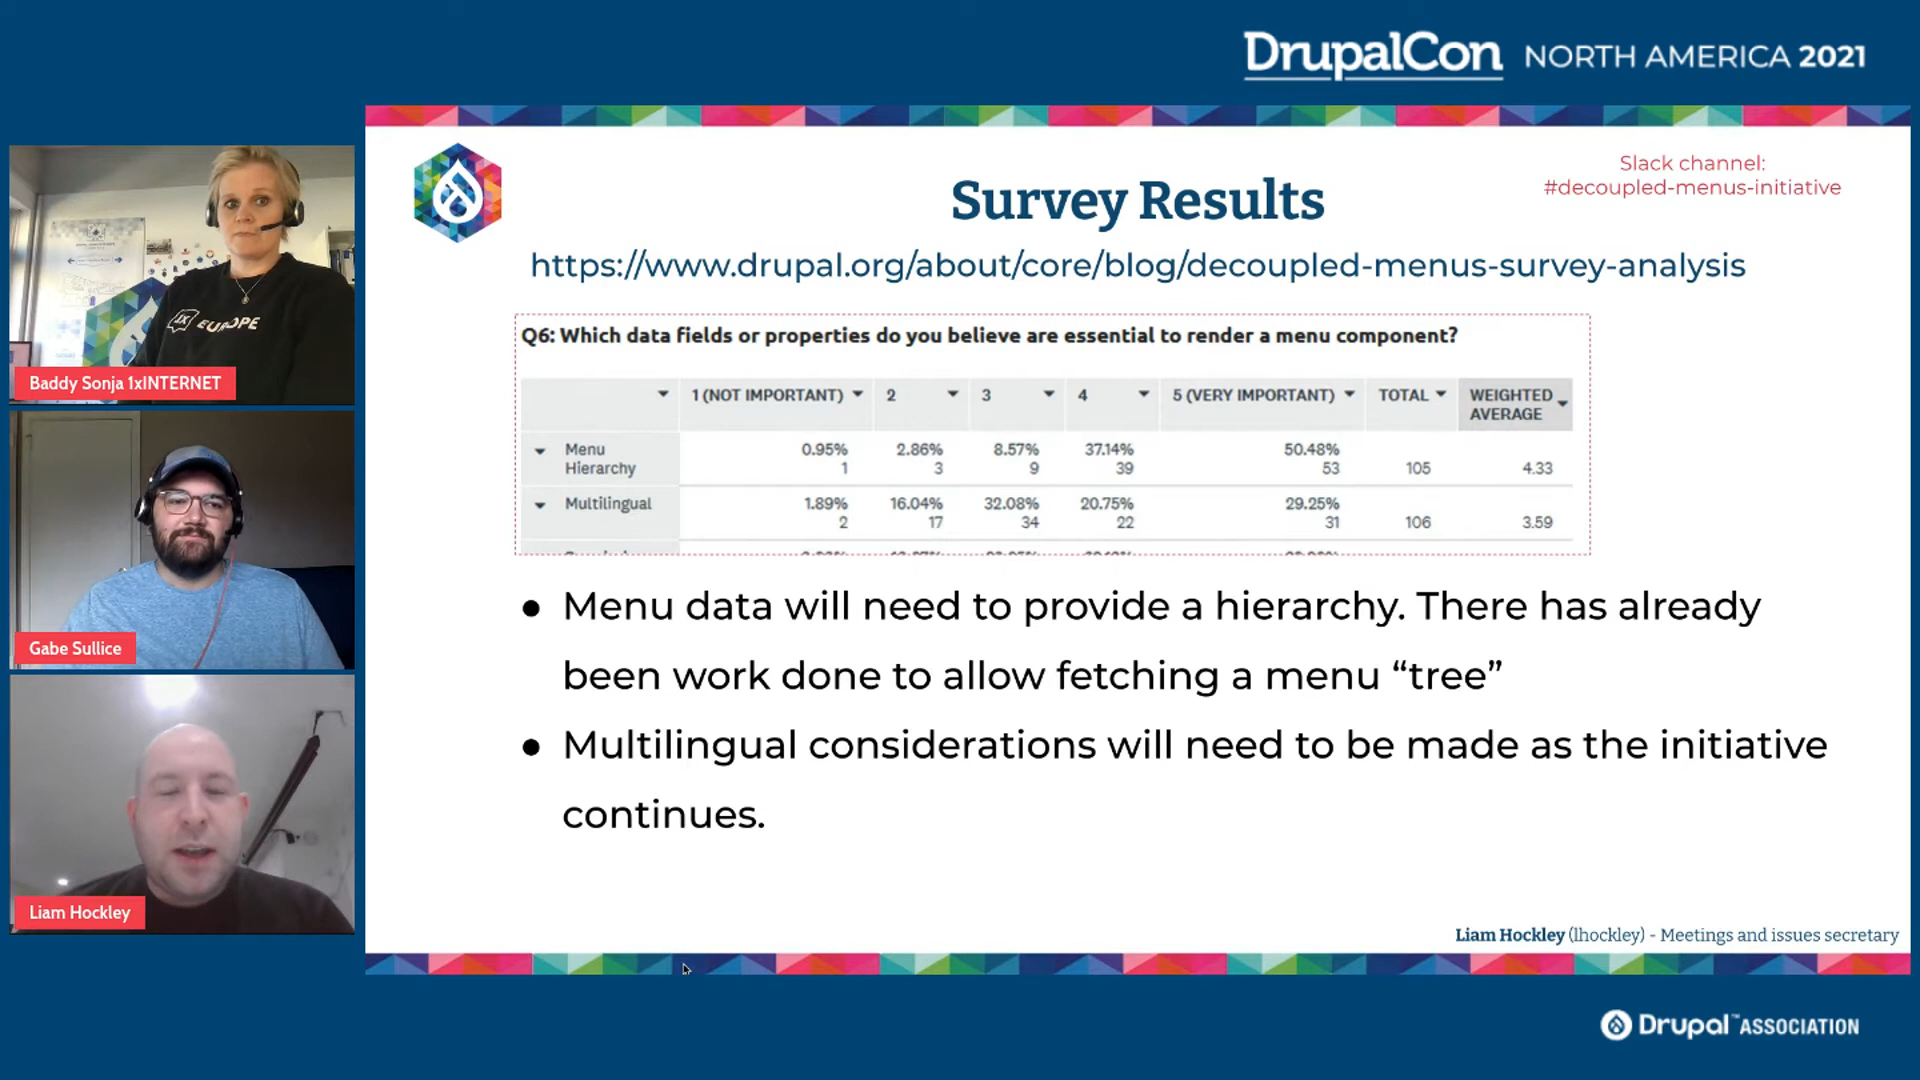 DrupalCon NORTH AMERICA 2021
Slack channel:
#decoupled-menus-initiative
Survey Results
https://www.drupal.org/about/core/blog/decoupled-menus-survey-analysis
Q6: Which data fields or properties do you believe are essential to render a menu component?
1 (NOT IMPORTANT) 2 3 4 5 (VERY IMPORTANT) TOTAL WEIGHTED AVERAGE
Menu Hierarchy 0.95% 2.86% 8.57% 37.14% 50.48%
1 3 9 39 53 105 4.33
Multilingual 1.89% 16.04% 32.08% 20.75% 29.25%
2 17 34 22 31 106 3.59
● Menu data will need to provide a hierarchy. There has already
been work done to allow fetching a menu “tree”
● Multilingual considerations will need to be made as the initiative
continues.
Liam Hockley (lhockley) - Meetings and issues secretary
1X EUROPE
Baddy Sonja 1xINTERNET
Gabe Sullice
Liam Hockley
Drupal™ ASSOCIATION